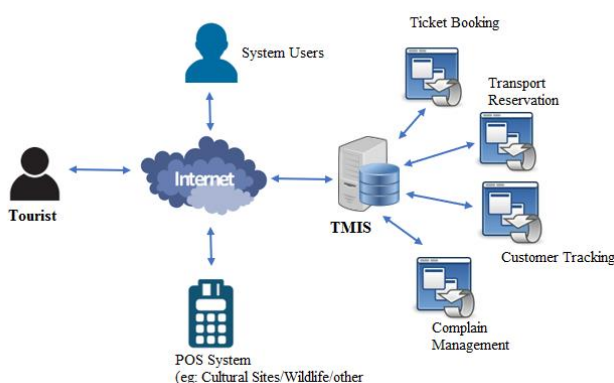 Ticket Booking
System Users
Transport
Reservation
Internet
Tourist
TMIS
Customer Tracking
Complain
Management
POS System
(eg: Cultural Sites/Wildlife/other